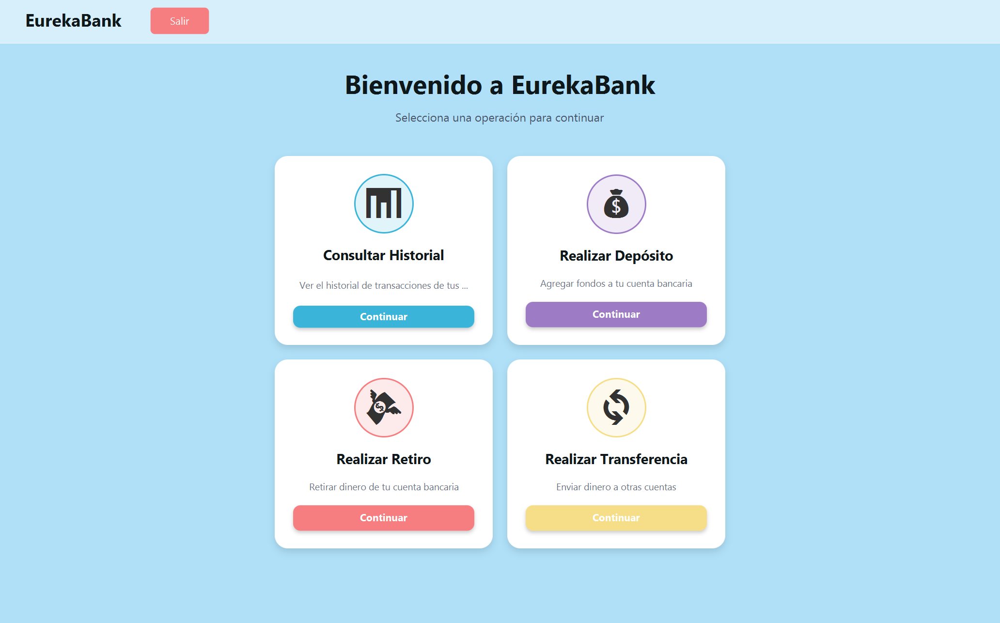 EurekaBank
Salir
Bienvenido a EurekaBank
Selecciona una operación para continuar
Consultar Historial
Ver el historial de transacciones de tus ...
Continuar
$
Realizar Depósito
Agregar fondos a tu cuenta bancaria
Continuar
$
Realizar Retiro
Retirar dinero de tu cuenta bancaria
Continuar
Realizar Transferencia
Enviar dinero a otras cuentas
Continuar